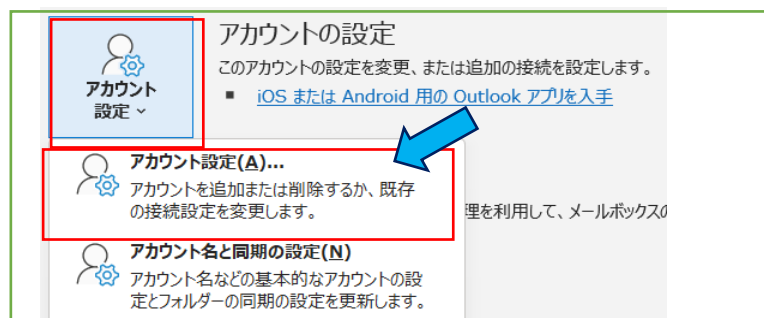 アカウントの設定
このアカウントの設定を変更、または追加の接続を設定します。
■ iOS または Android 用の Outlook アプリを入手
アカウント
設定 ˅
アカウント設定(A)...
アカウントを追加または削除するか、既存
の接続設定を変更します。
理を利用して、メールボックスの
アカウント名と同期の設定(N)
アカウント名などの基本的なアカウントの設
定とフォルダーの同期の設定を更新します。